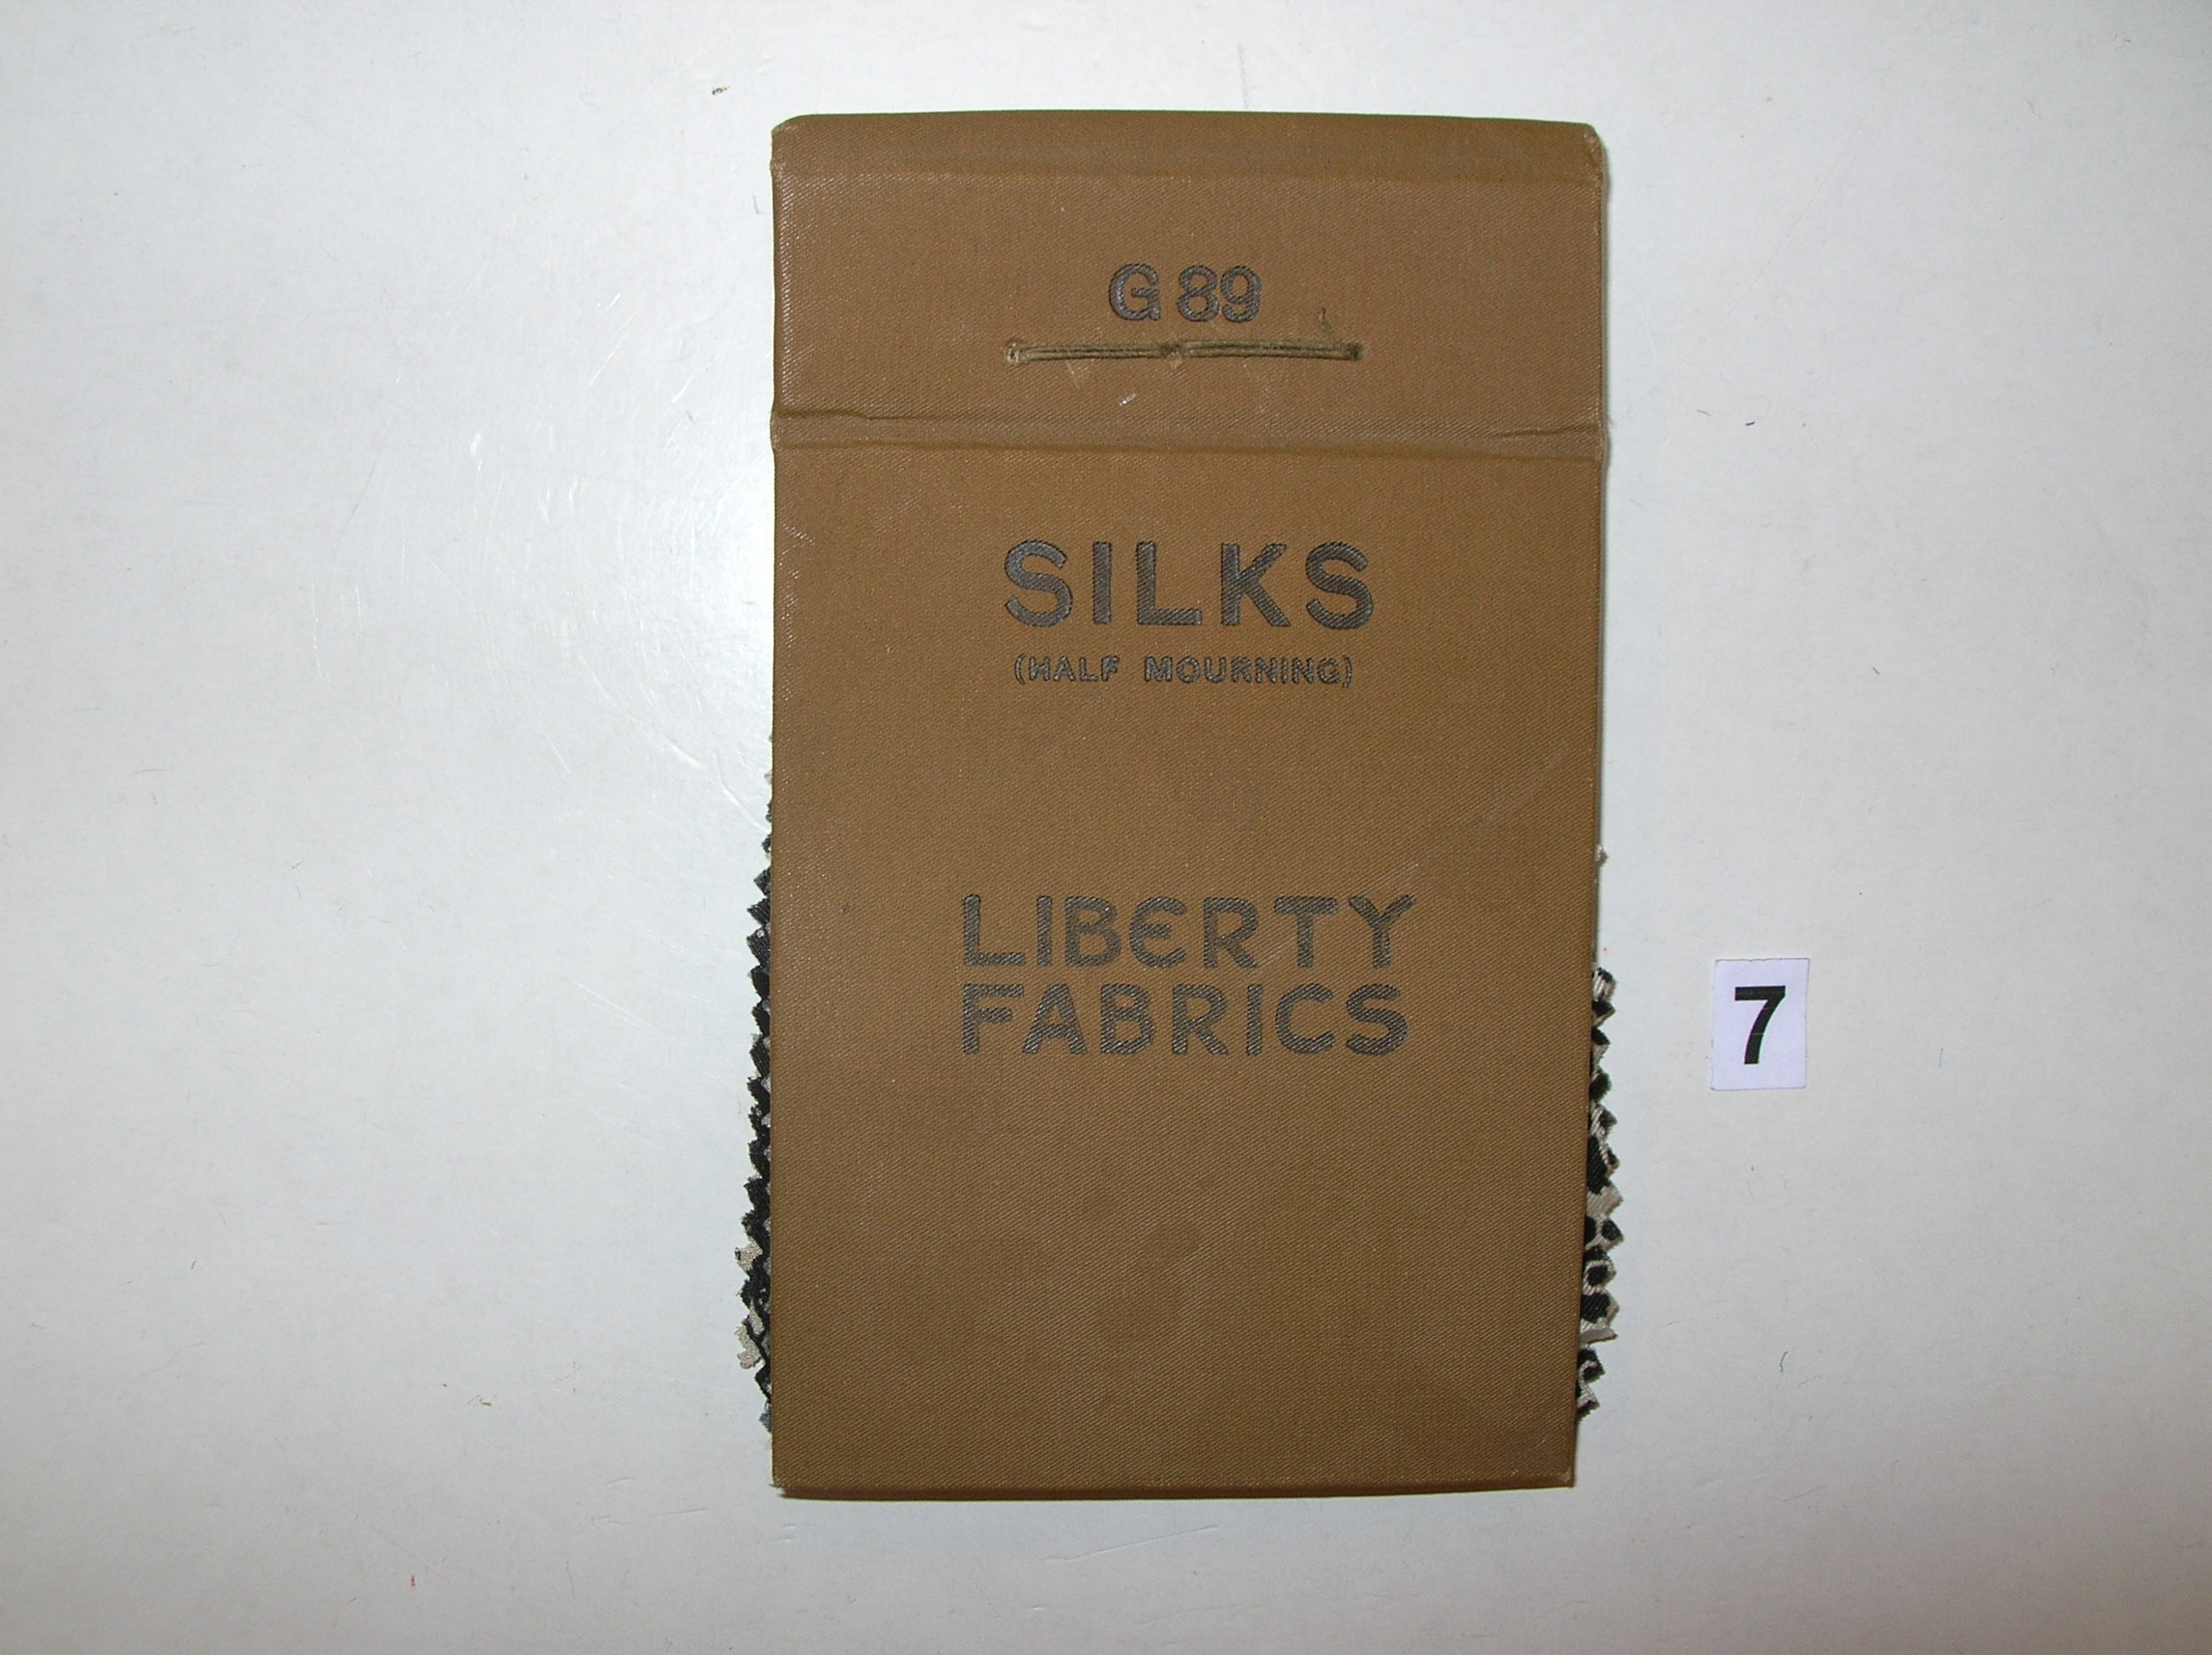 G 89
SILKS
(HALF MOURNING)
LIBERTY
FABRICS
7